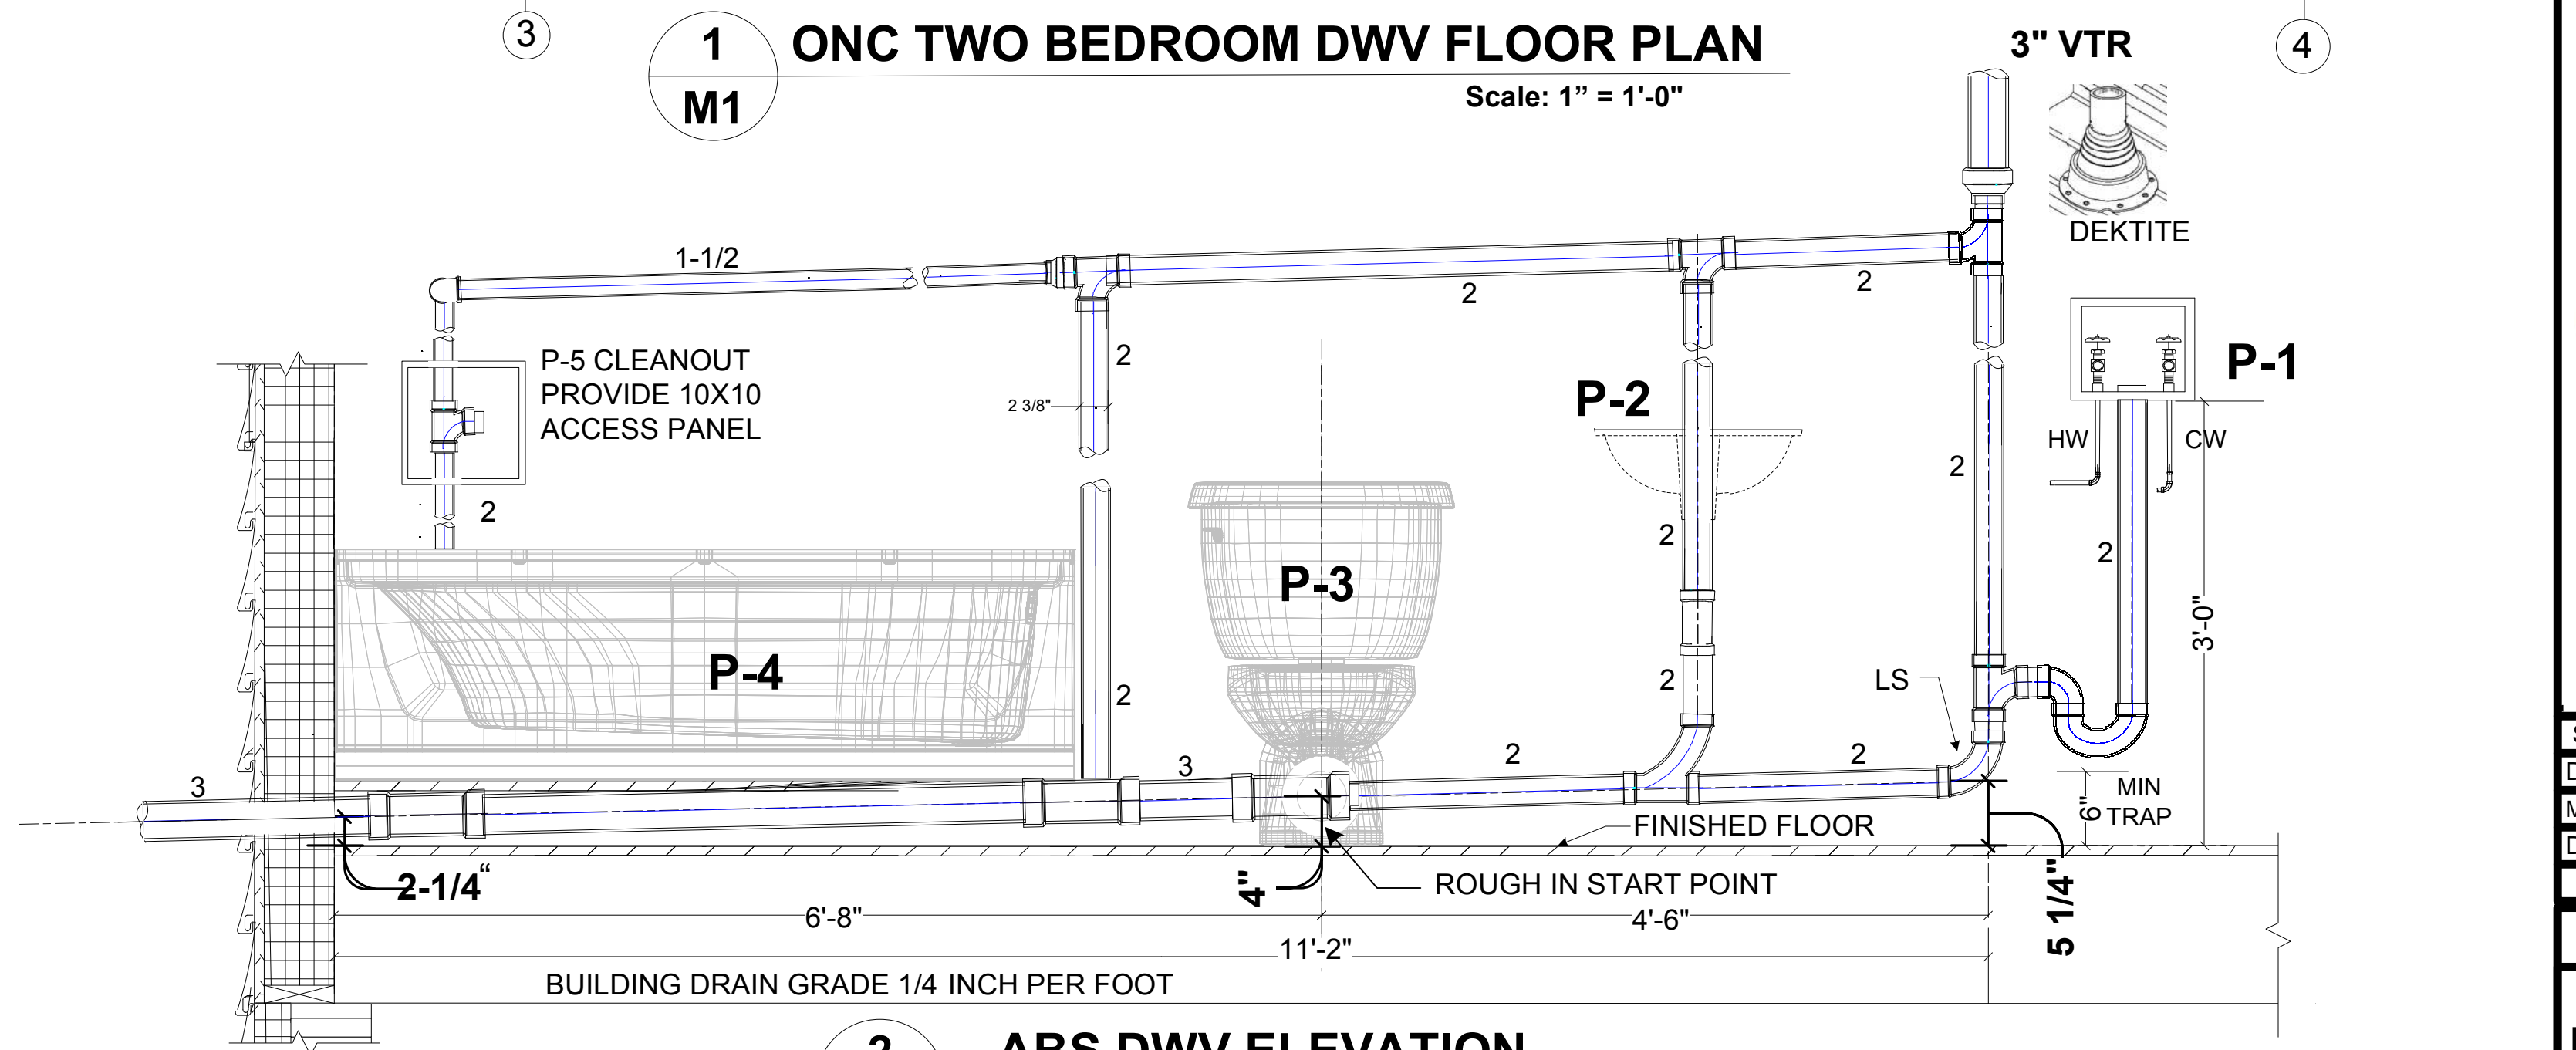 3
1
M1
ONC TWO BEDROOM DWV FLOOR PLAN
Scale: 1” = 1'-0"
3" VTR
4
DEKTITE
1-1/2
2
2
P-5 CLEANOUT
PROVIDE 10X10
ACCESS PANEL
2
2 3/8"
P-2
P-1
HW
CW
2
2
2
2
3'-0"
P-3
P-4
2
2
LS
3
3
2
2
6"
MIN
TRAP
FINISHED FLOOR
2-1/4“
4"
ROUGH IN START POINT
5 1/4"
6'-8"
4'-6"
11'-2"
BUILDING DRAIN GRADE 1/4 INCH PER FOOT
2
ABS DWV ELEVATION